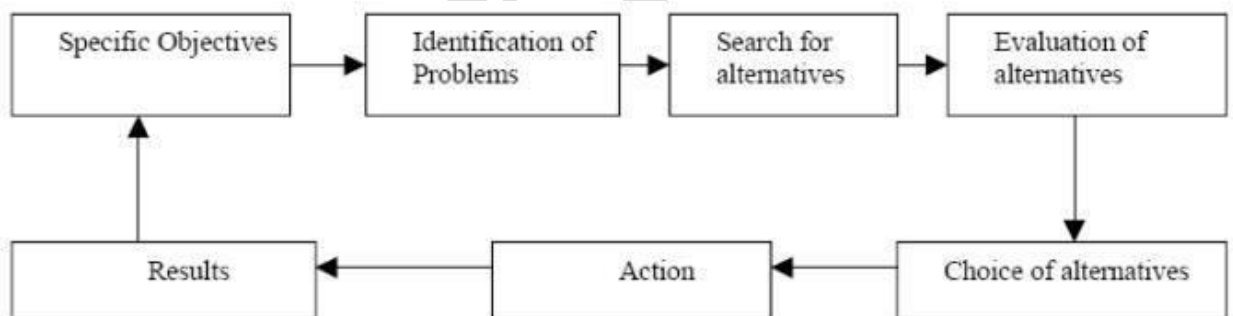 Specific Objectives
Identification of
Problems
Search for
alternatives
Evaluation of
alternatives
Choice of alternatives
Action
Results